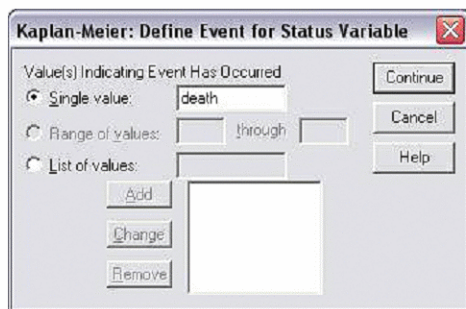 Kaplan-Meier: Define Event for Status Variable
Value(s) Indicating Event Has Occurred
Single value: death
Range of values: through
List of values:
Add
Change
Remove
Continue
Cancel
Help